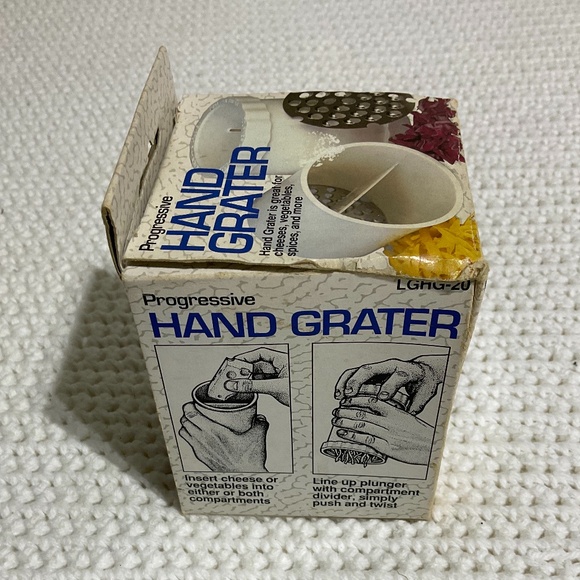 Progressive
HAND
GRATER
Hand Grater is great for
cheeses, vegetables,
spices, and more
LGHG-20
Progressive
HAND GRATER
Insert cheese or
vegetables into
either or both
compartments
Line up plunger
with compartment
divider, simply
push and twist